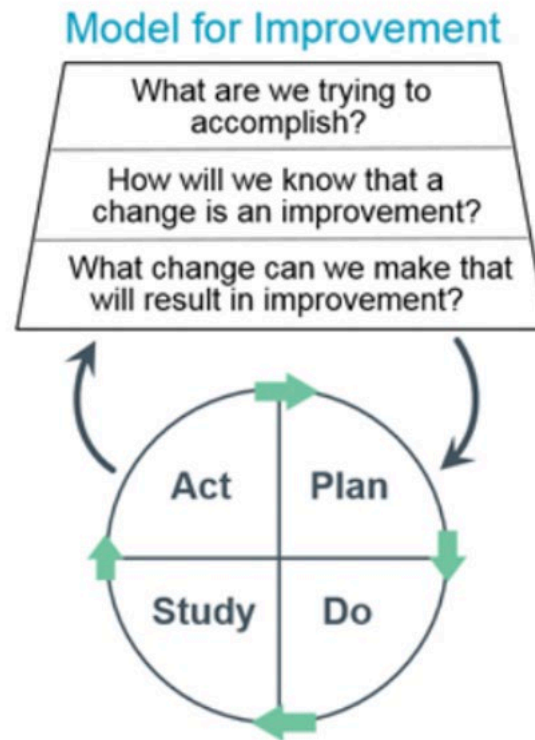 Model for Improvement
What are we trying to
accomplish?
How will we know that a
change is an improvement?
What change can we make that
will result in improvement?
Act
Plan
Study
Do